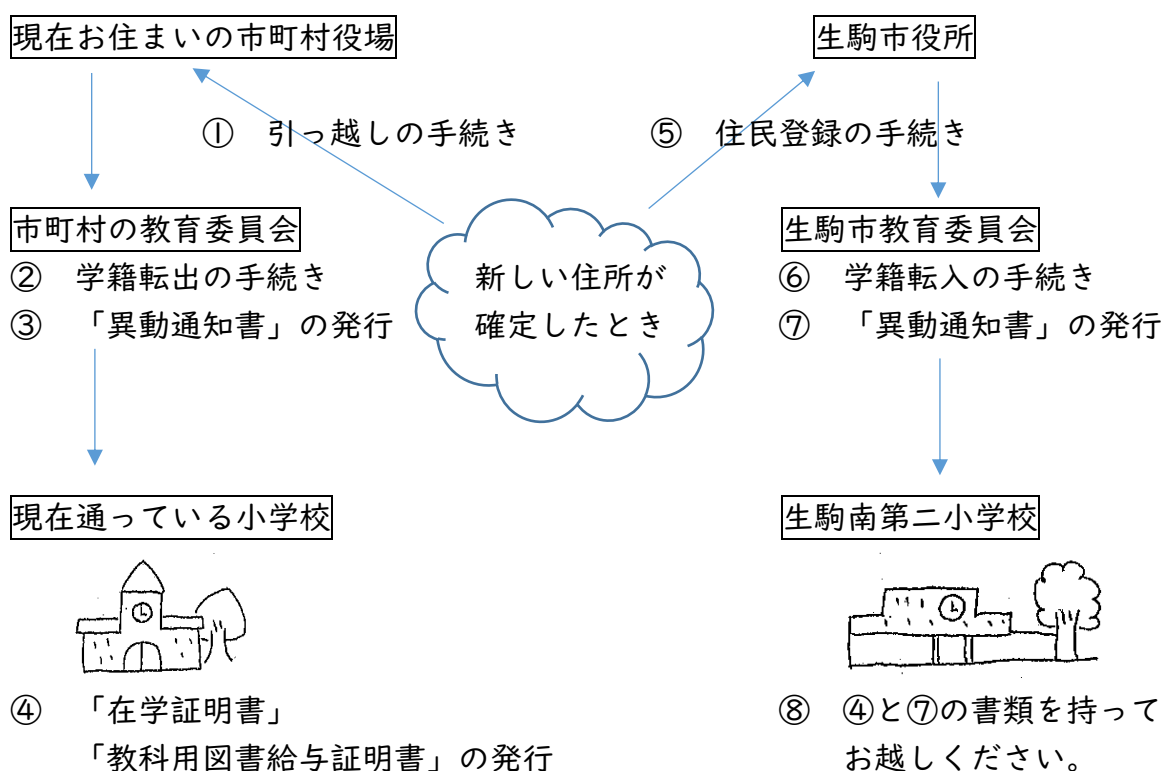 現在お住まいの市町村役場
生駒市役所
① 引っ越しの手続き
⑤ 住民登録の手続き
市町村の教育委員会
② 学籍転出の手続き
③ 「異動通知書」の発行
新しい住所が
確定したとき
生駒市教育委員会
⑥ 学籍転入の手続き
⑦ 「異動通知書」の発行
現在通っている小学校
生駒南第二小学校
④ 「在学証明書」
「教科用図書給与証明書」の発行
⑧ ④と⑦の書類を持って
お越しください。